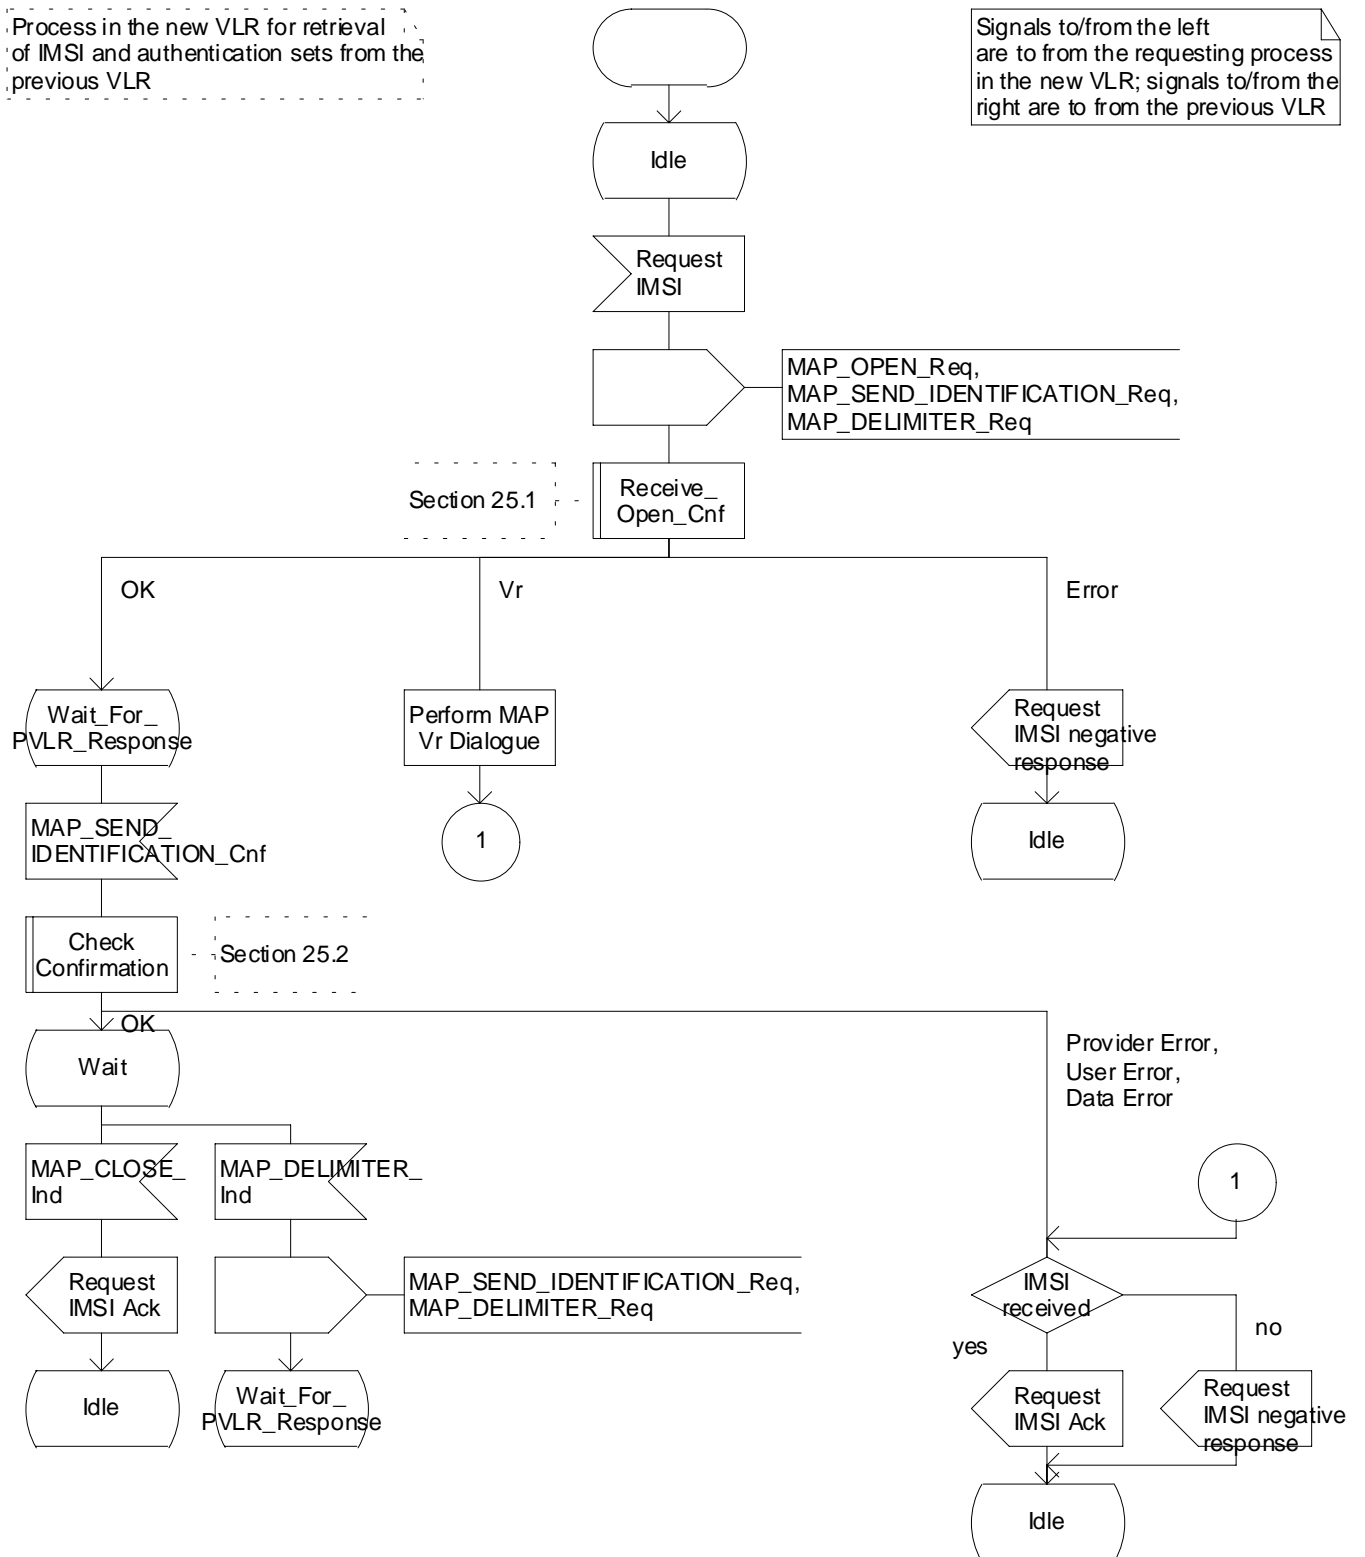 Process in the new VLR for retrieval
of IMSI and authentication sets from the
previous VLR
Signals to/from the left
are to from the requesting process
in the new VLR; signals to/from the
right are to from the previous VLR
Idle
Request
IMSI
MAP_OPEN_Req,
MAP_SEND_IDENTIFICATION_Req,
MAP_DELIMITER_Req
Section 25.1
Receive_
Open_Cnf
OK
Vr
Error
Wait_For_
PVLR_Response
Perform MAP
Vr Dialogue
Request
IMSI negative
response
MAP_SEND_
IDENTIFICATION_Cnf
1
Idle
Check
Confirmation
Section 25.2
OK
Wait
Provider Error,
User Error,
Data Error
MAP_CLOSE_
Ind
MAP_DELIMITER_
Ind
1
Request
IMSI Ack
MAP_SEND_IDENTIFICATION_Req,
MAP_DELIMITER_Req
IMSI
received
yes
no
Idle
Wait_For_
PVLR_Response
Request
IMSI Ack
Request
IMSI negative
response
Idle